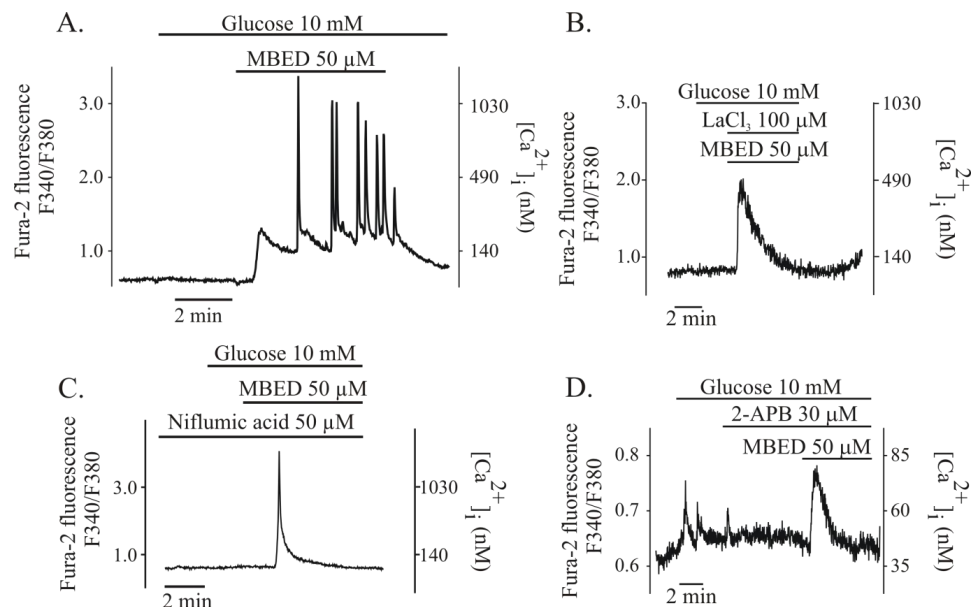 A.
Glucose 10 mM
MBED 50 µM
Fura-2 fluorescence
F340/F380
3.0
2.0
1.0
1030
490
140
[Ca2+]i (nM)
2 min
B.
Glucose 10 mM
LaCl3 100 µM
MBED 50 µM
Fura-2 fluorescence
F340/F380
3.0
2.0
1.0
1030
490
140
[Ca2+]i (nM)
2 min
C.
Glucose 10 mM
MBED 50 µM
Niflumic acid 50 µM
Fura-2 fluorescence
F340/F380
3.0
1.0
1030
140
[Ca2+]i (nM)
2 min
D.
Glucose 10 mM
2-APB 30 µM
MBED 50 µM
Fura-2 fluorescence
F340/F380
0.8
0.7
0.6
85
60
35
[Ca2+]i (nM)
2 min